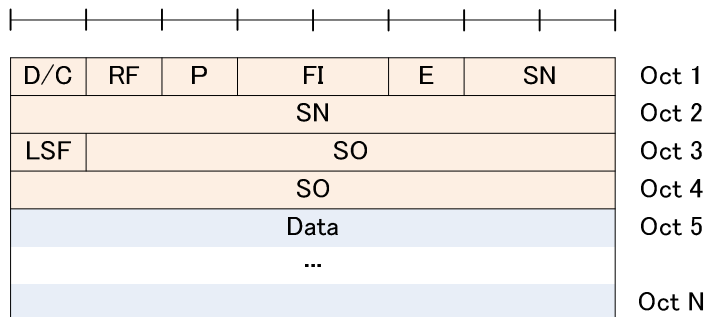 D/C RF P FI E SN Oct 1
SN Oct 2
LSF SO Oct 3
SO Oct 4
Data Oct 5
...
Oct N